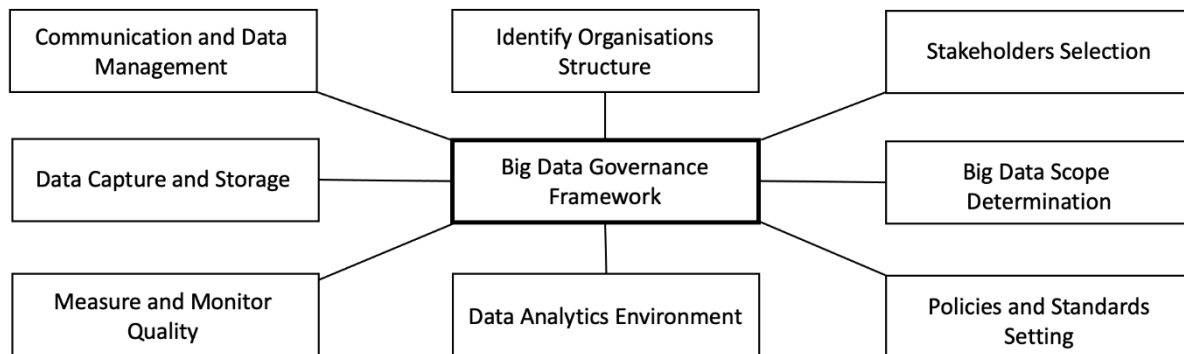 Communication and Data
Management
Identify Organisations
Structure
Stakeholders Selection
Data Capture and Storage
Big Data Governance
Framework
Big Data Scope
Determination
Measure and Monitor
Quality
Data Analytics Environment
Policies and Standards
Setting